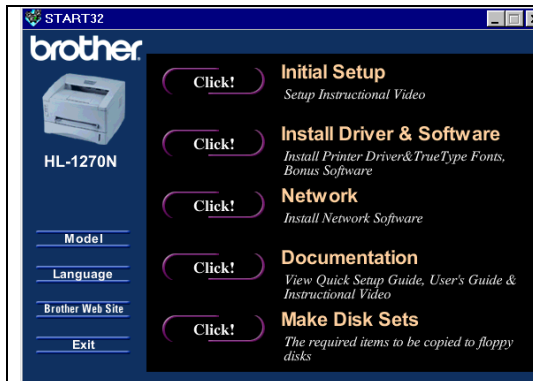 START32
brother
HL-1270N
Model
Language
Brother Web Site
Exit
Click!
Initial Setup
Setup Instructional Video
Click!
Install Driver & Software
Install Printer Driver&TrueType Fonts,
Bonus Software
Click!
Network
Install Network Software
Click!
Documentation
View Quick Setup Guide, User's Guide &
Instructional Video
Click!
Make Disk Sets
The required items to be copied to floppy
disks